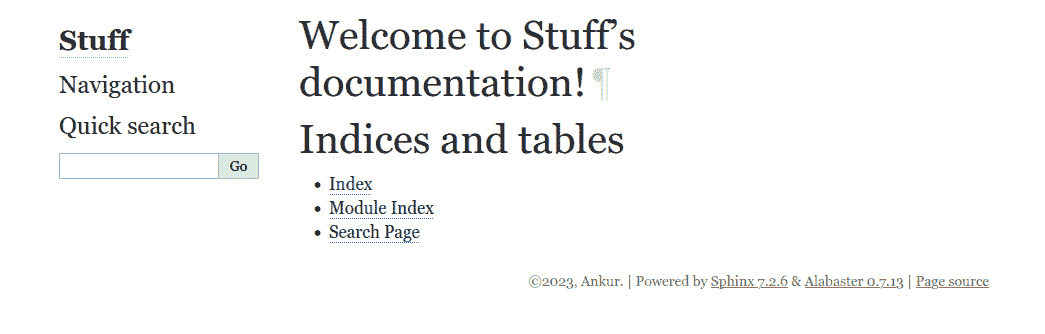 Stuff
Navigation
Quick search
Go
Welcome to Stuff’s
documentation!¶
Indices and tables
• Index
• Module Index
• Search Page
©2023, Ankur. | Powered by Sphinx 7.2.6 & Alabaster 0.7.13 | Page source